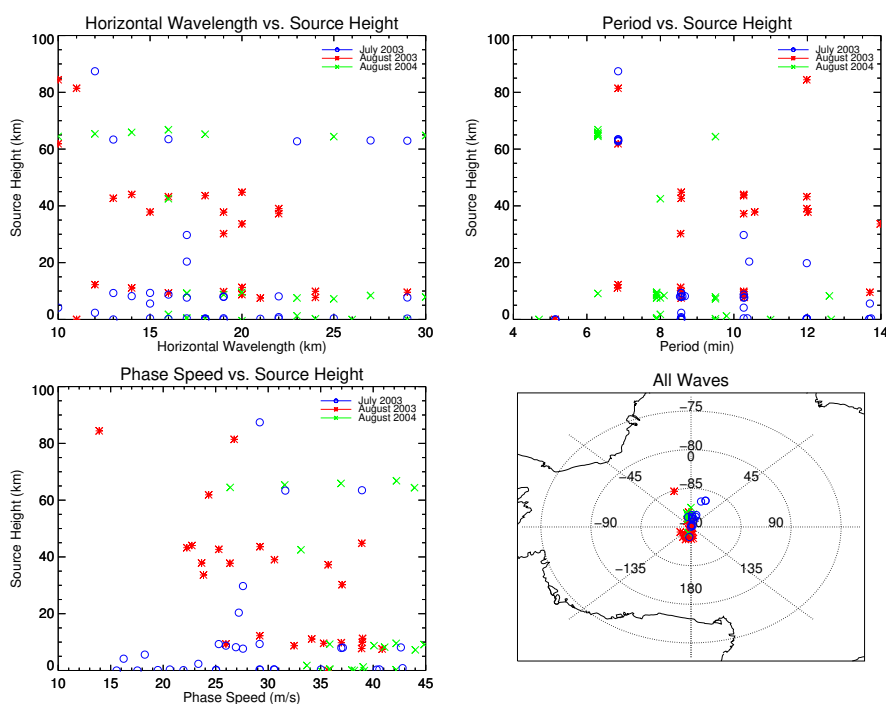 Horizontal Wavelength vs. Source Height
100
80
60
40
20
0
Source Height (km)
July 2003
August 2003
August 2004
10 15 20 25 30
Horizontal Wavelength (km)
Period vs. Source Height
100
80
60
40
20
0
Source Height (km)
July 2003
August 2003
August 2004
4 6 8 10 12 14
Period (min)
Phase Speed vs. Source Height
100
80
60
40
20
0
Source Height (km)
July 2003
August 2003
August 2004
10 15 20 25 30 35 40 45
Phase Speed (m/s)
All Waves
−75
−80
0
−45 −85 45
−90 −90 90
−135 135
180